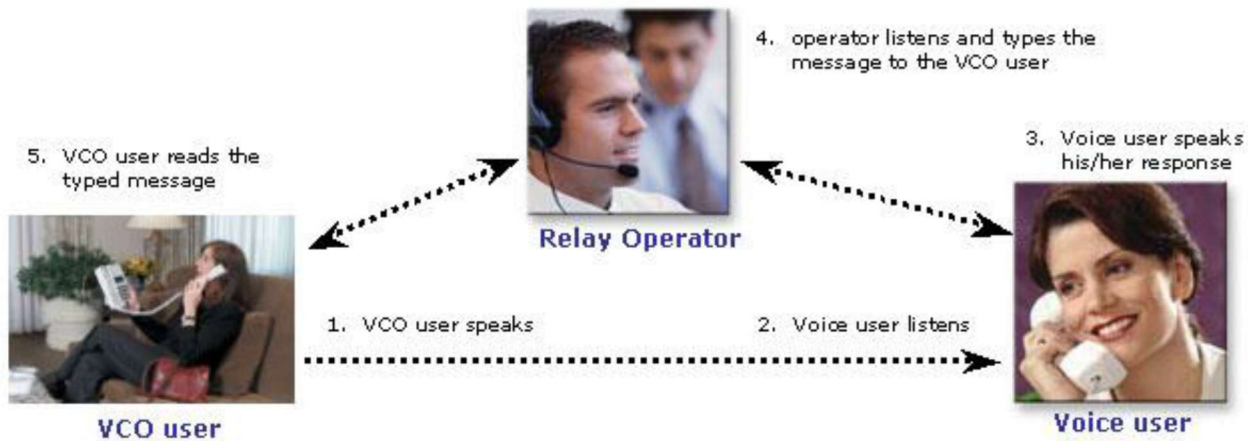 4. operator listens and types the
message to the VCO user
3. Voice user speaks
his/her response
5. VCO user reads the
typed message
Relay Operator
1. VCO user speaks
2. Voice user listens
VCO user
Voice user